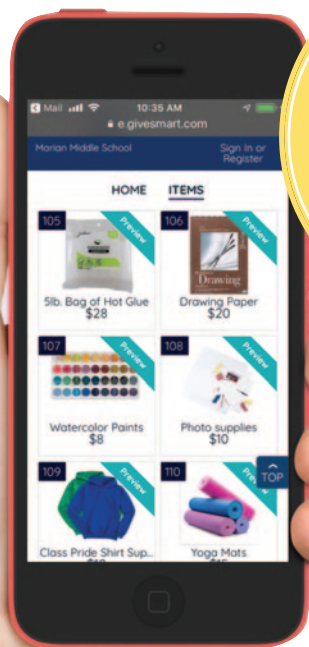 Mail 10:35 AM
e.givesmart.com
Marian Middle School
Sign In or
Register
HOME ITEMS
105 Preview
106 Preview
Drawing
5lb. Bag of Hot Glue
$28
Drawing Paper
$20
107 Preview
108 Preview
Watercolor Paints
$8
Photo supplies
$10
109 Preview
110 Preview
TOP
Class Pride Shirt Sup...
Yoga Mats